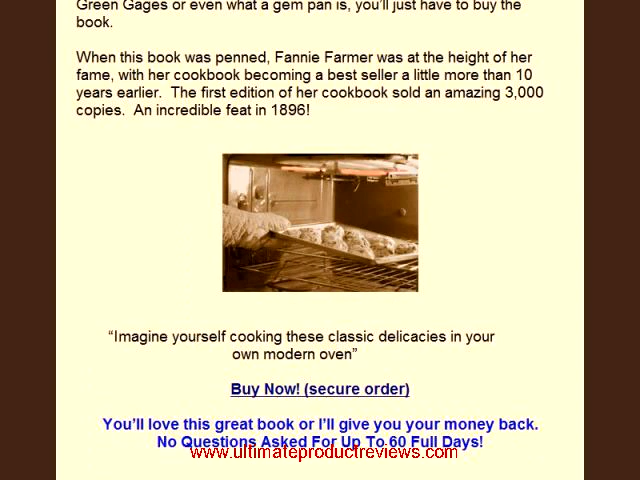 Green Gages or even what a gem pan is, you'll just have to buy the
book.
When this book was penned, Fannie Farmer was at the height of her
fame, with her cookbook becoming a best seller a little more than 10
years earlier.  The first edition of her cookbook sold an amazing 3,000
copies.  An incredible feat in 1896!
“Imagine yourself cooking these classic delicacies in your
own modern oven”
Buy Now! (secure order)
You'll love this great book or I'll give you your money back.
No Questions Asked For Up To 60 Full Days!
www.ultimateproductreviews.com